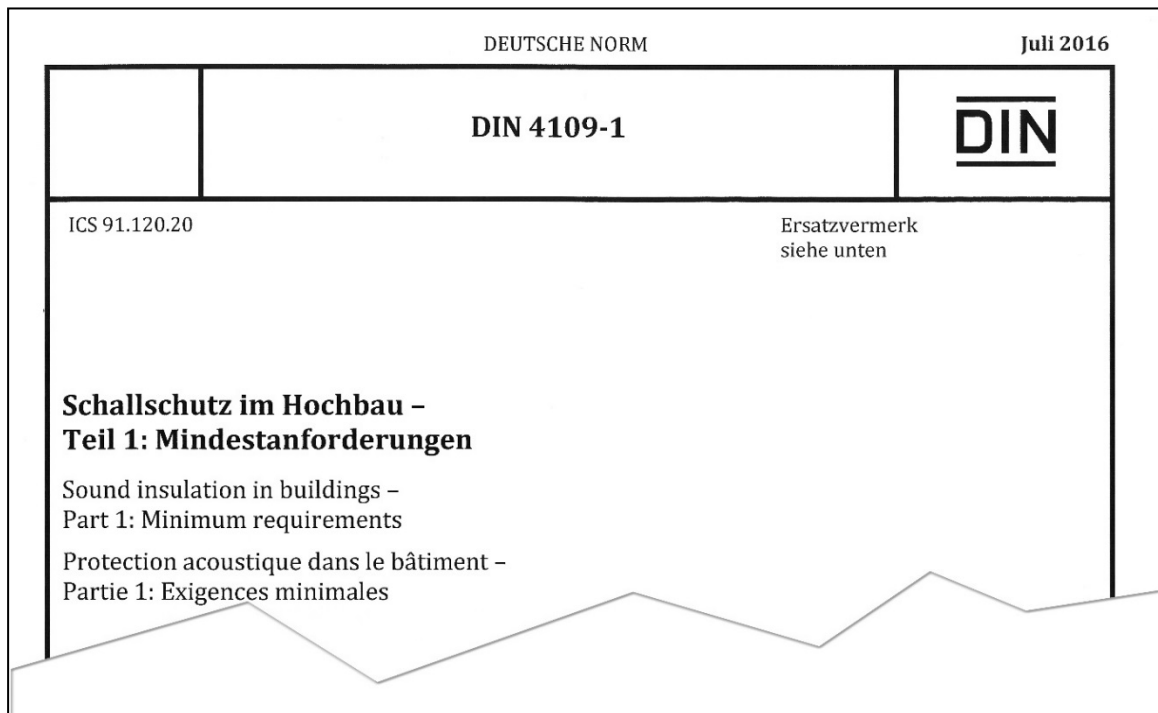 DEUTSCHE NORM
Juli 2016
DIN 4109-1
DIN
ICS 91.120.20
Ersatzvermerk
siehe unten
Schallschutz im Hochbau –
Teil 1: Mindestanforderungen
Sound insulation in buildings –
Part 1: Minimum requirements
Protection acoustique dans le bâtiment –
Partie 1: Exigences minimales